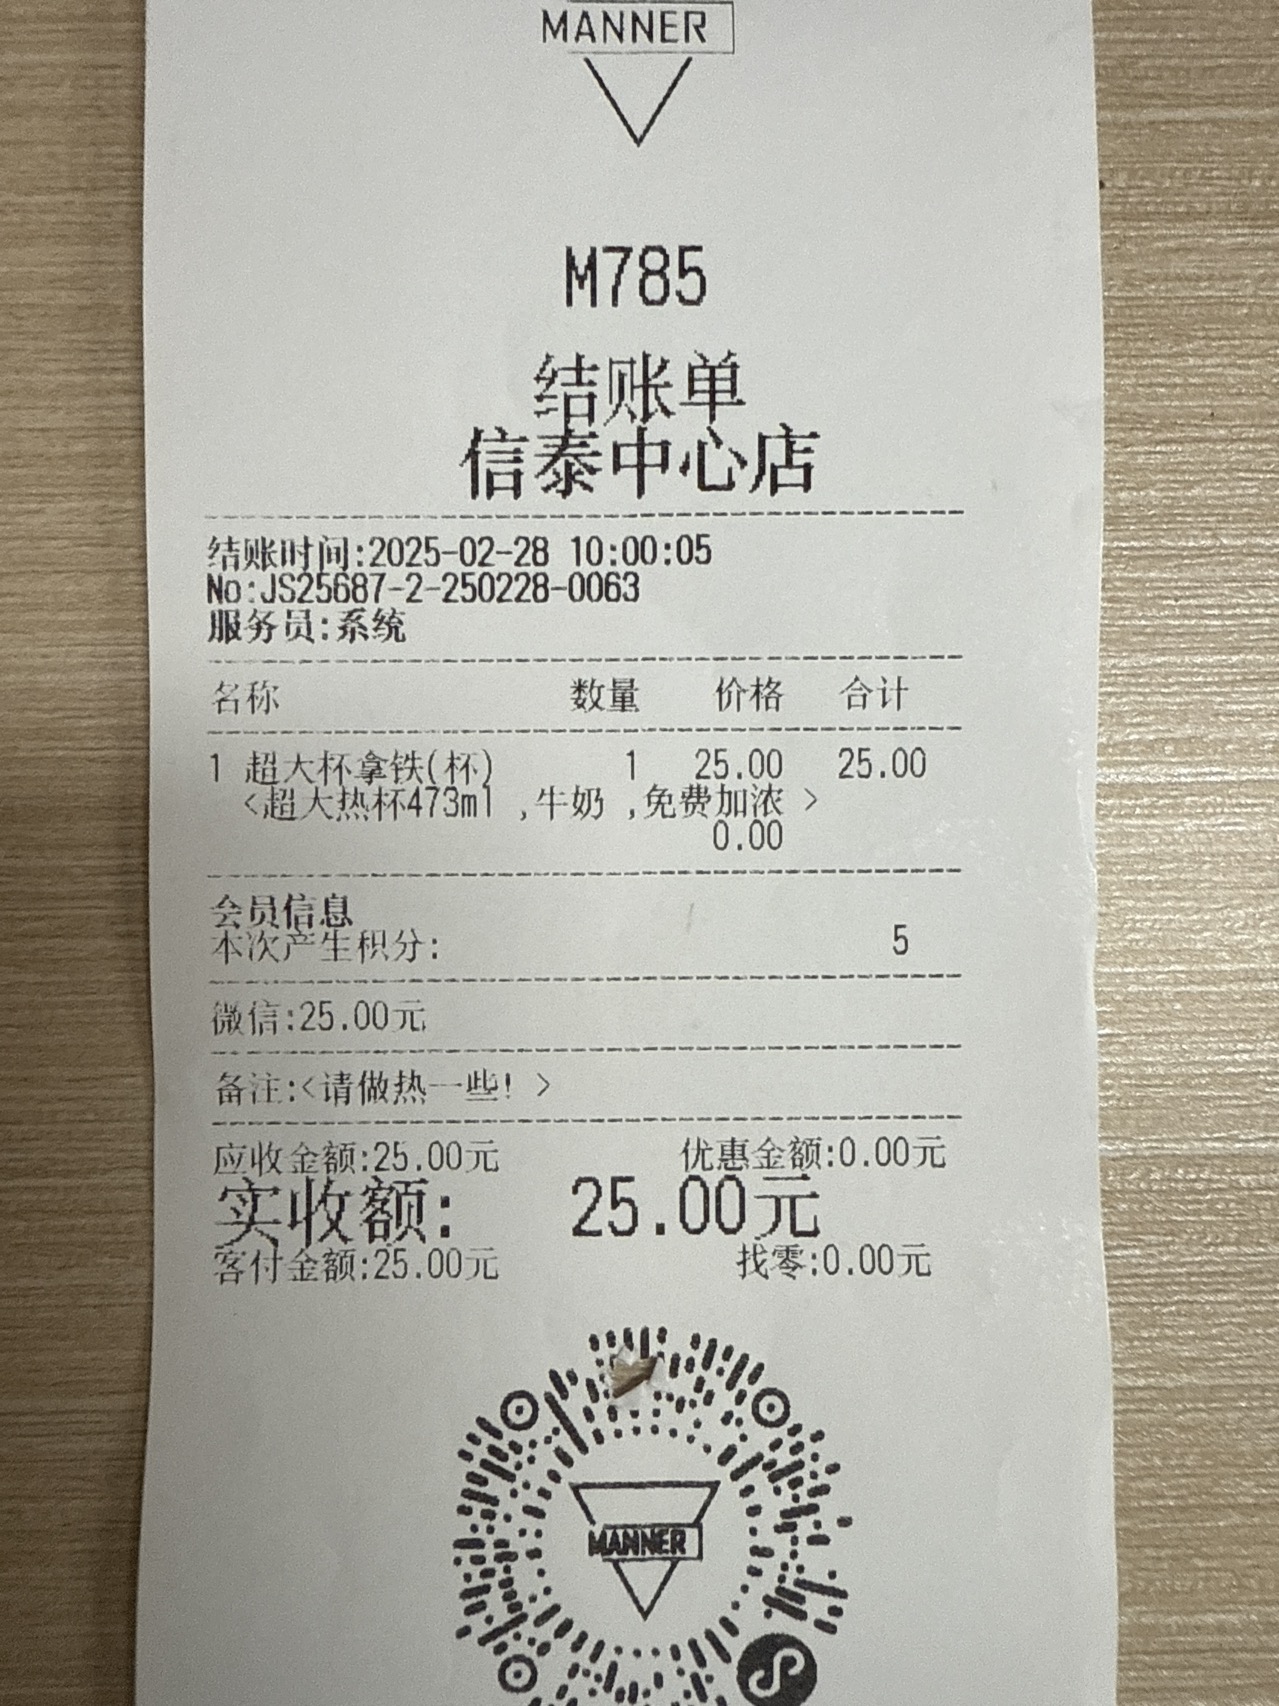 MANNER
M785
结账单
信泰中心店
结账时间:2025-02-28 10:00:05
No:JS25687-2-250228-0063
服务员:系统
名称 数量 价格 合计
1 超大杯拿铁(杯) 1 25.00 25.00
<超大热杯473ml ,牛奶 ,免费加浓 >
0.00
会员信息
本次产生积分: 5
微信:25.00元
备注:<请做热一些! >
应收金额:25.00元 优惠金额:0.00元
实收额: 25.00元
客付金额:25.00元 找零:0.00元
MANNER